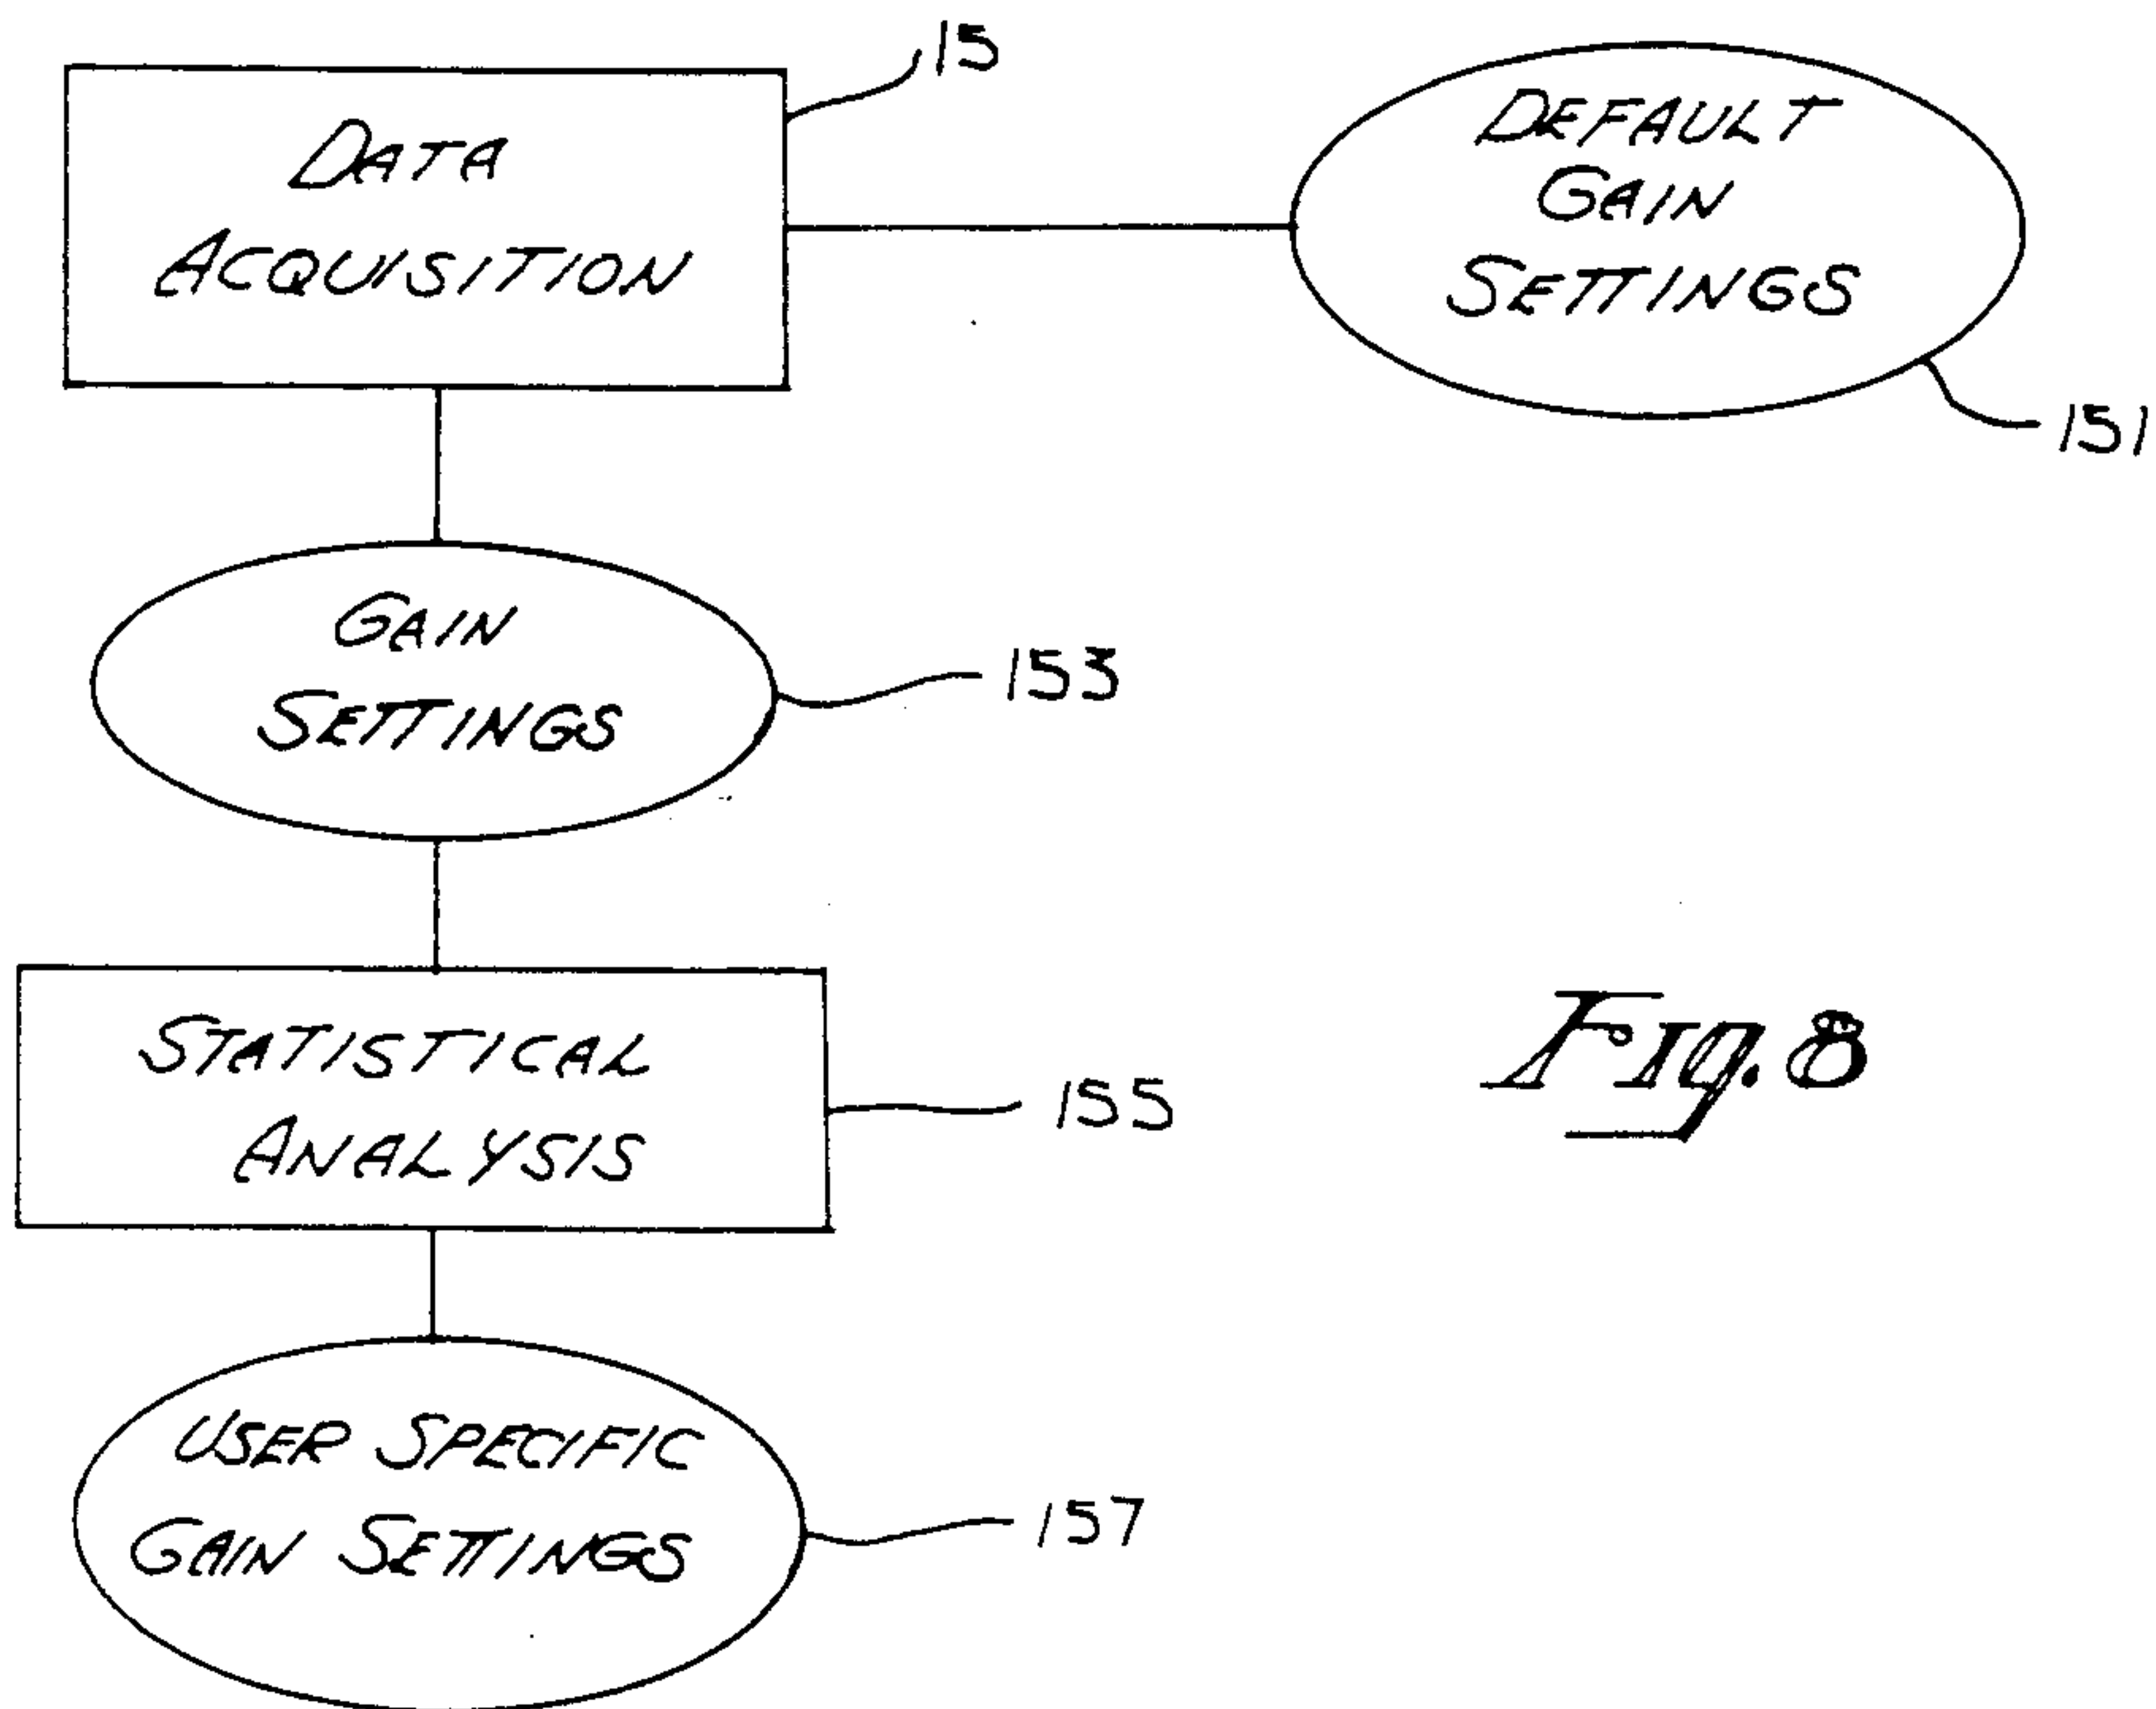 15
DATA
ACQUISITION
DEFAULT
GAIN
SETTINGS
151
GAIN
SETTINGS
153
STATISTICAL
ANALYSIS
155
Fig. 8
USER SPECIFIC
GAIN SETTINGS
157